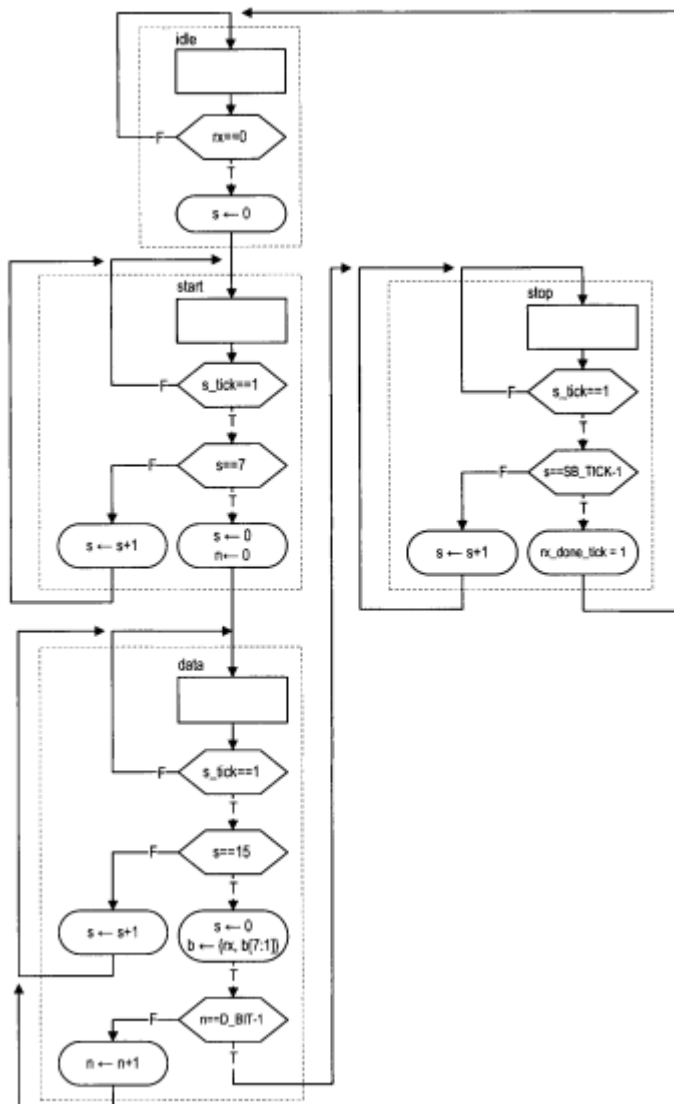 idle
rx==0
F
T
s ← 0
start
s_tick==1
F
T
s==7
F
T
s ← s+1
s ← 0
n← 0
data
s_tick==1
F
T
s==15
F
T
s ← s+1
s ← 0
b ← {rx, b[7:1]}
T
n==D_BIT-1
F
T
n ← n+1
stop
s_tick==1
F
T
s==SB_TICK-1
F
T
s ← s+1
rx_done_tick = 1